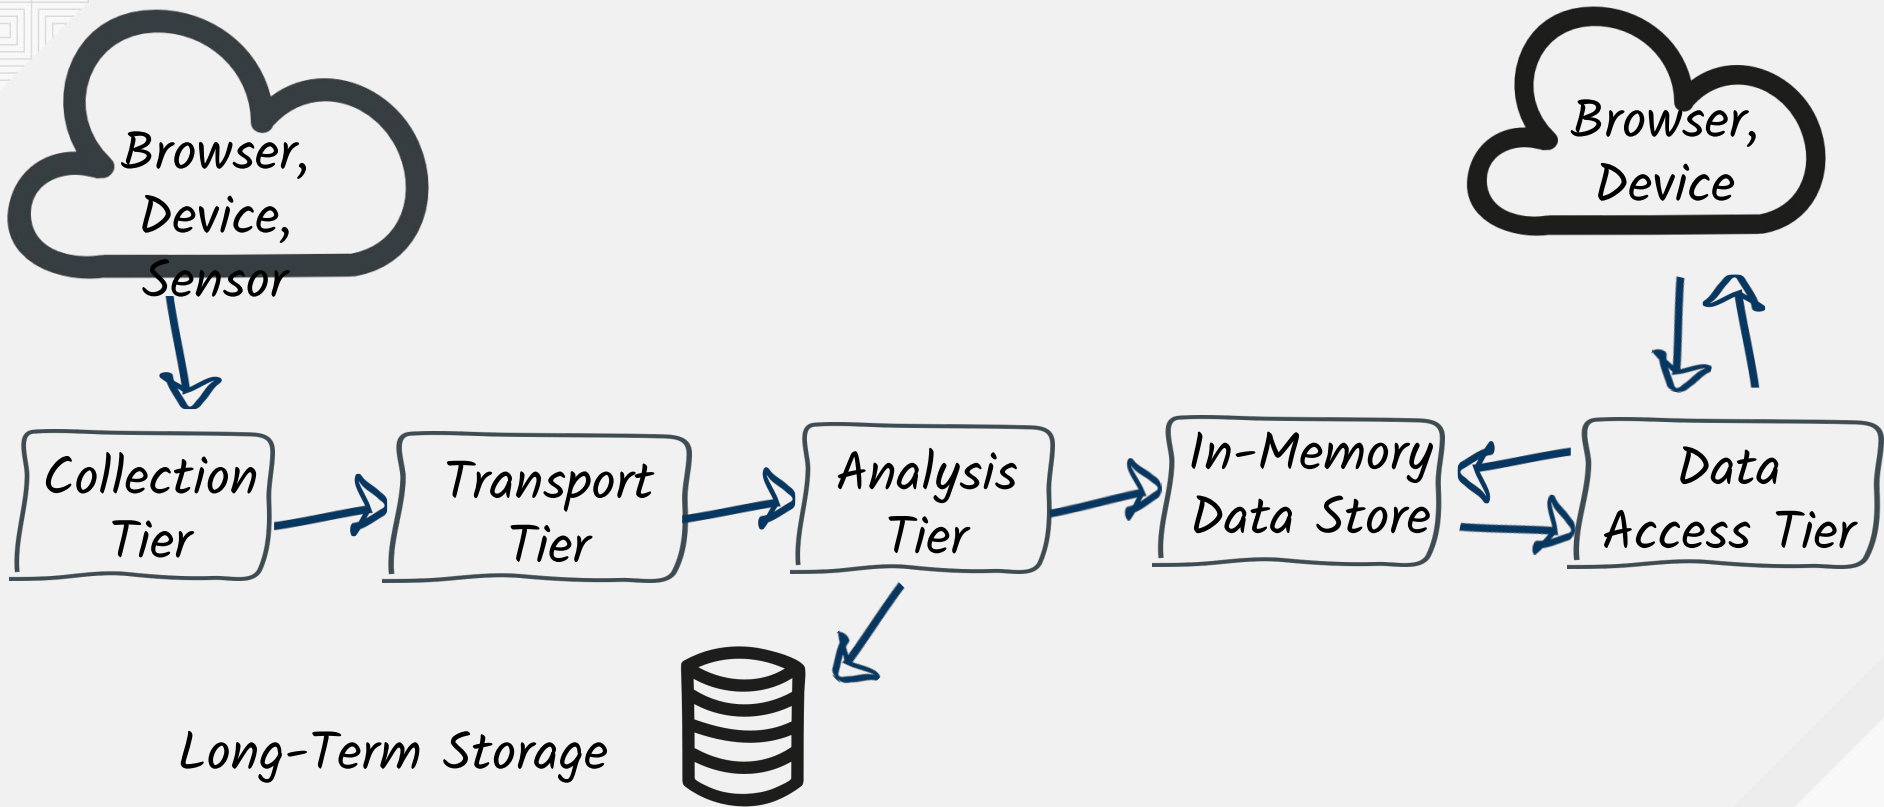 Browser,
Device,
Sensor
Browser,
Device
Collection
Tier
Transport
Tier
Analysis
Tier
In-Memory
Data Store
Data
Access Tier
Long-Term Storage